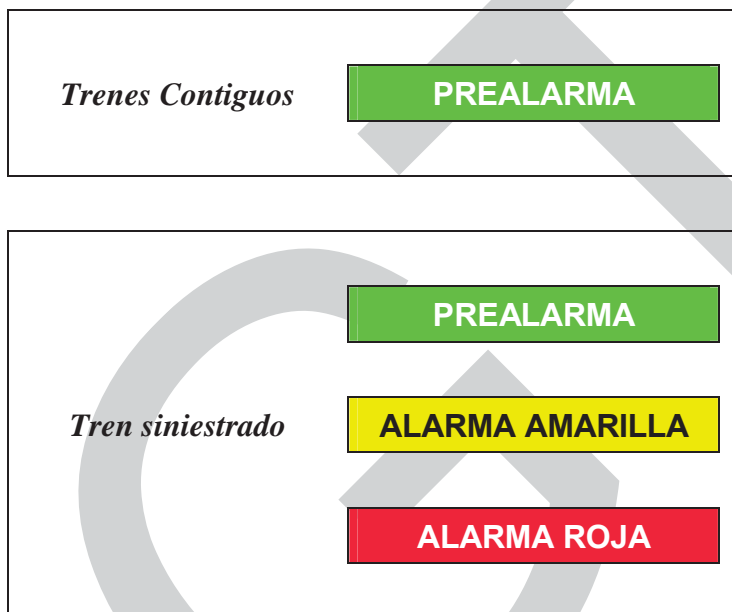 Trenes Contiguos PREALARMA
PREALARMA
Tren siniestrado ALARMA AMARILLA
ALARMA ROJA